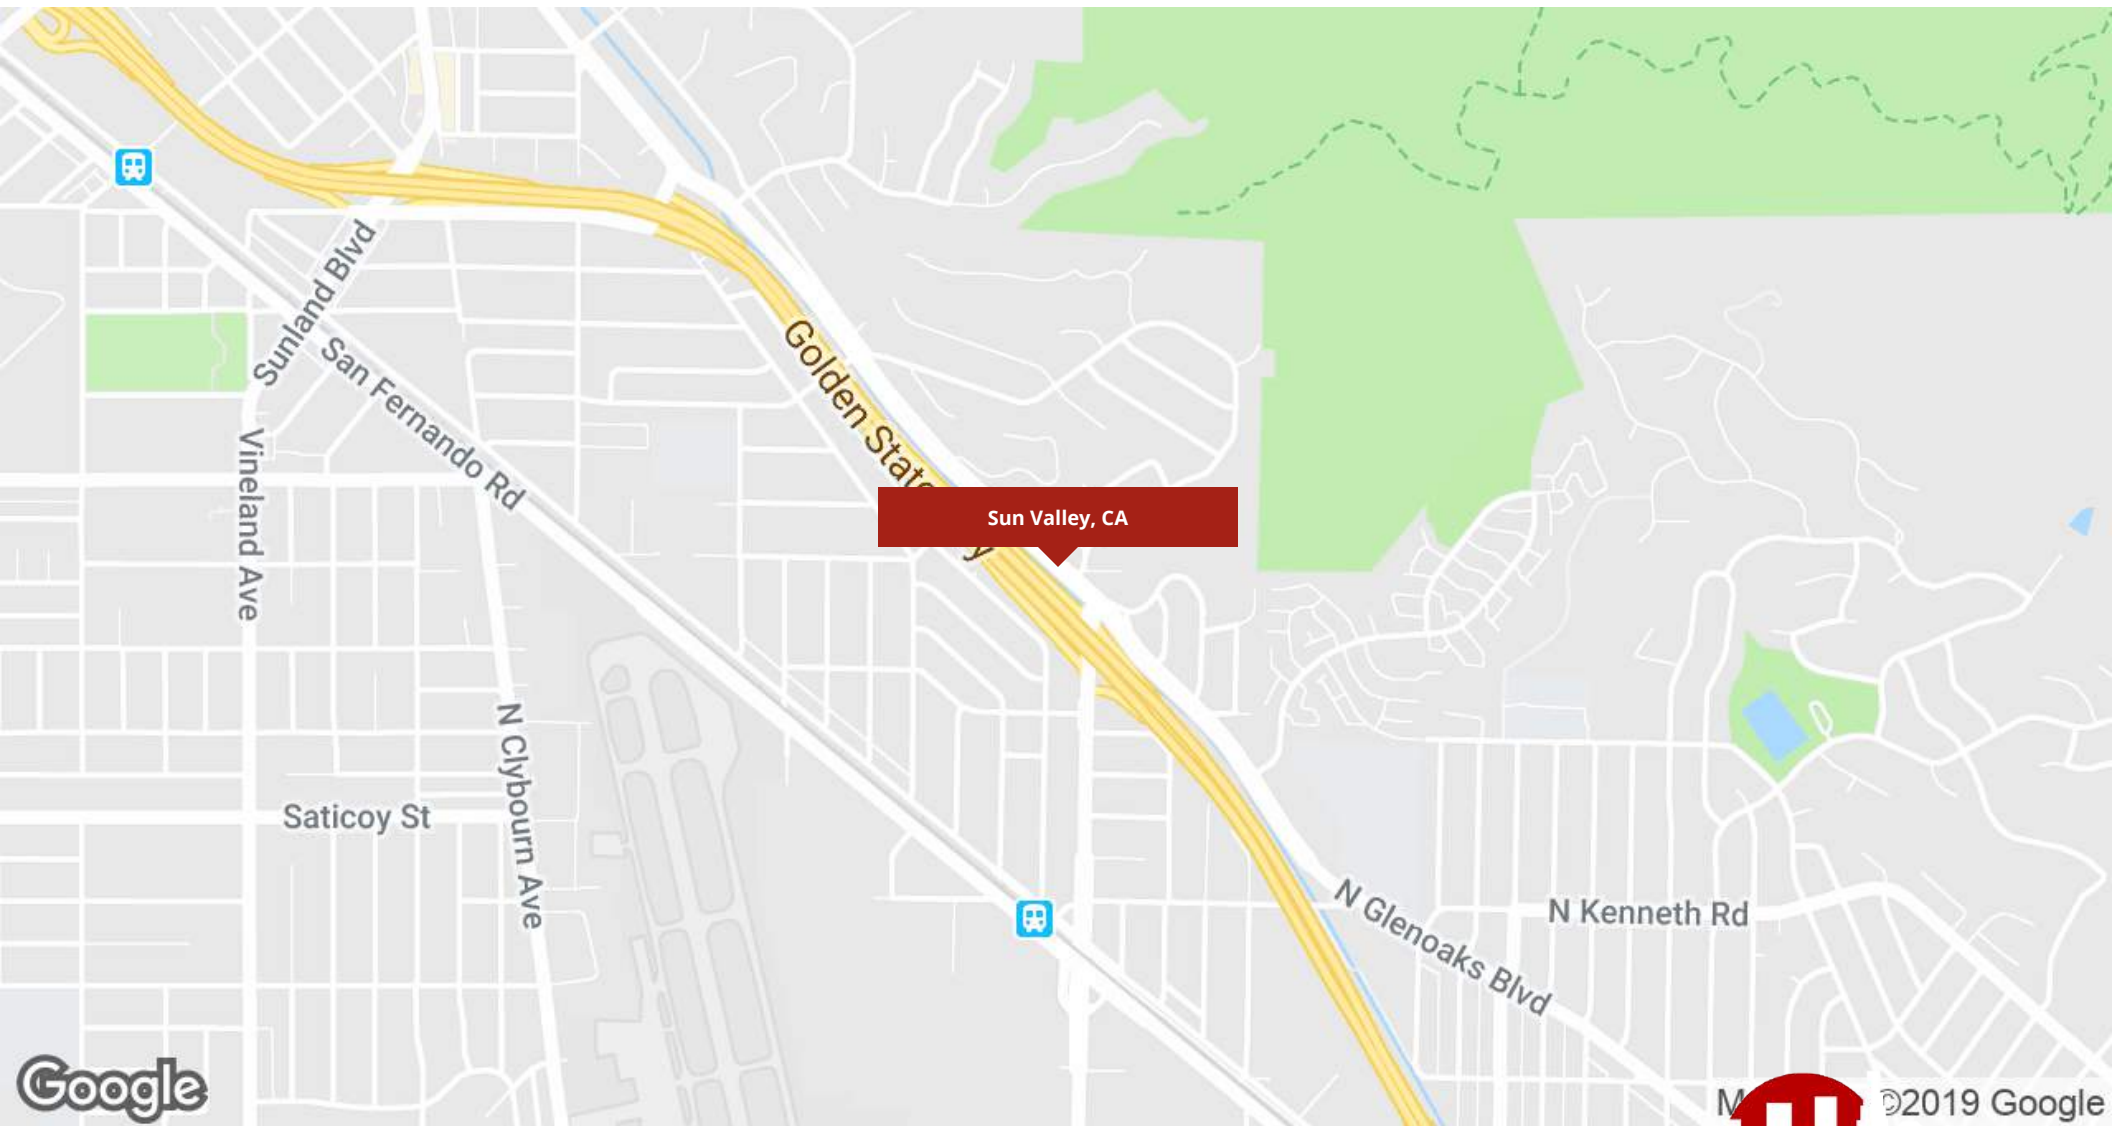 Sunland Blvd
San Fernando Rd
Golden State
y
Sun Valley, CA
Vineland Ave
N Clybourn Ave
Saticoy St
N Glenoaks Blvd
N Kenneth Rd
Google
©2019 Google